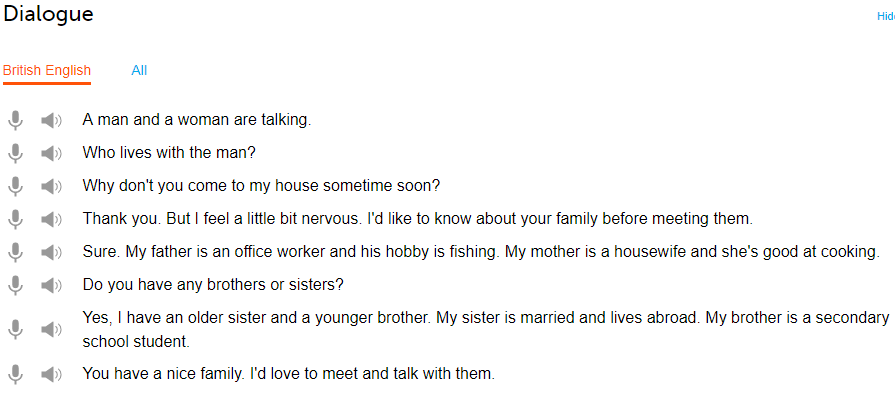 Dialogue
Hid
British English
All
A man and a woman are talking.
Who lives with the man?
Why don't you come to my house sometime soon?
Thank you. But I feel a little bit nervous. I'd like to know about your family before meeting them.
Sure. My father is an office worker and his hobby is fishing. My mother is a housewife and she's good at cooking.
Do you have any brothers or sisters?
Yes, I have an older sister and a younger brother. My sister is married and lives abroad. My brother is a secondary
school student.
You have a nice family. I'd love to meet and talk with them.